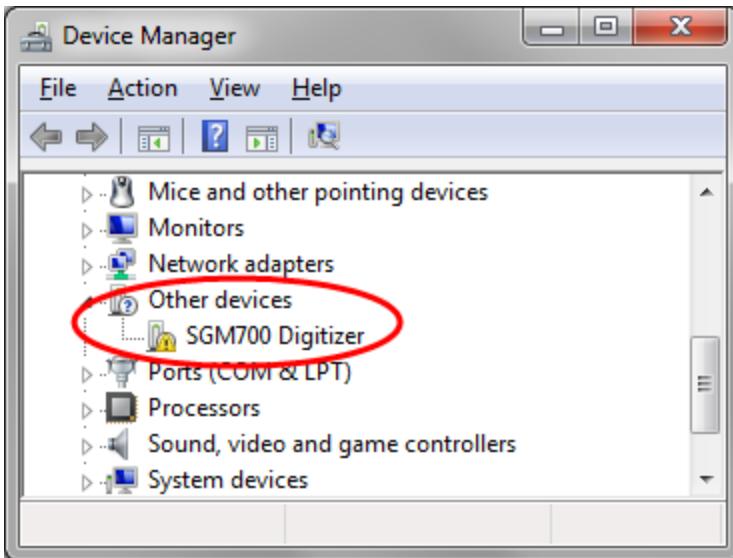 Device Manager
File Action View Help
Mice and other pointing devices
Monitors
Network adapters
Other devices
SGM700 Digitizer
Ports (COM & LPT)
Processors
Sound, video and game controllers
System devices